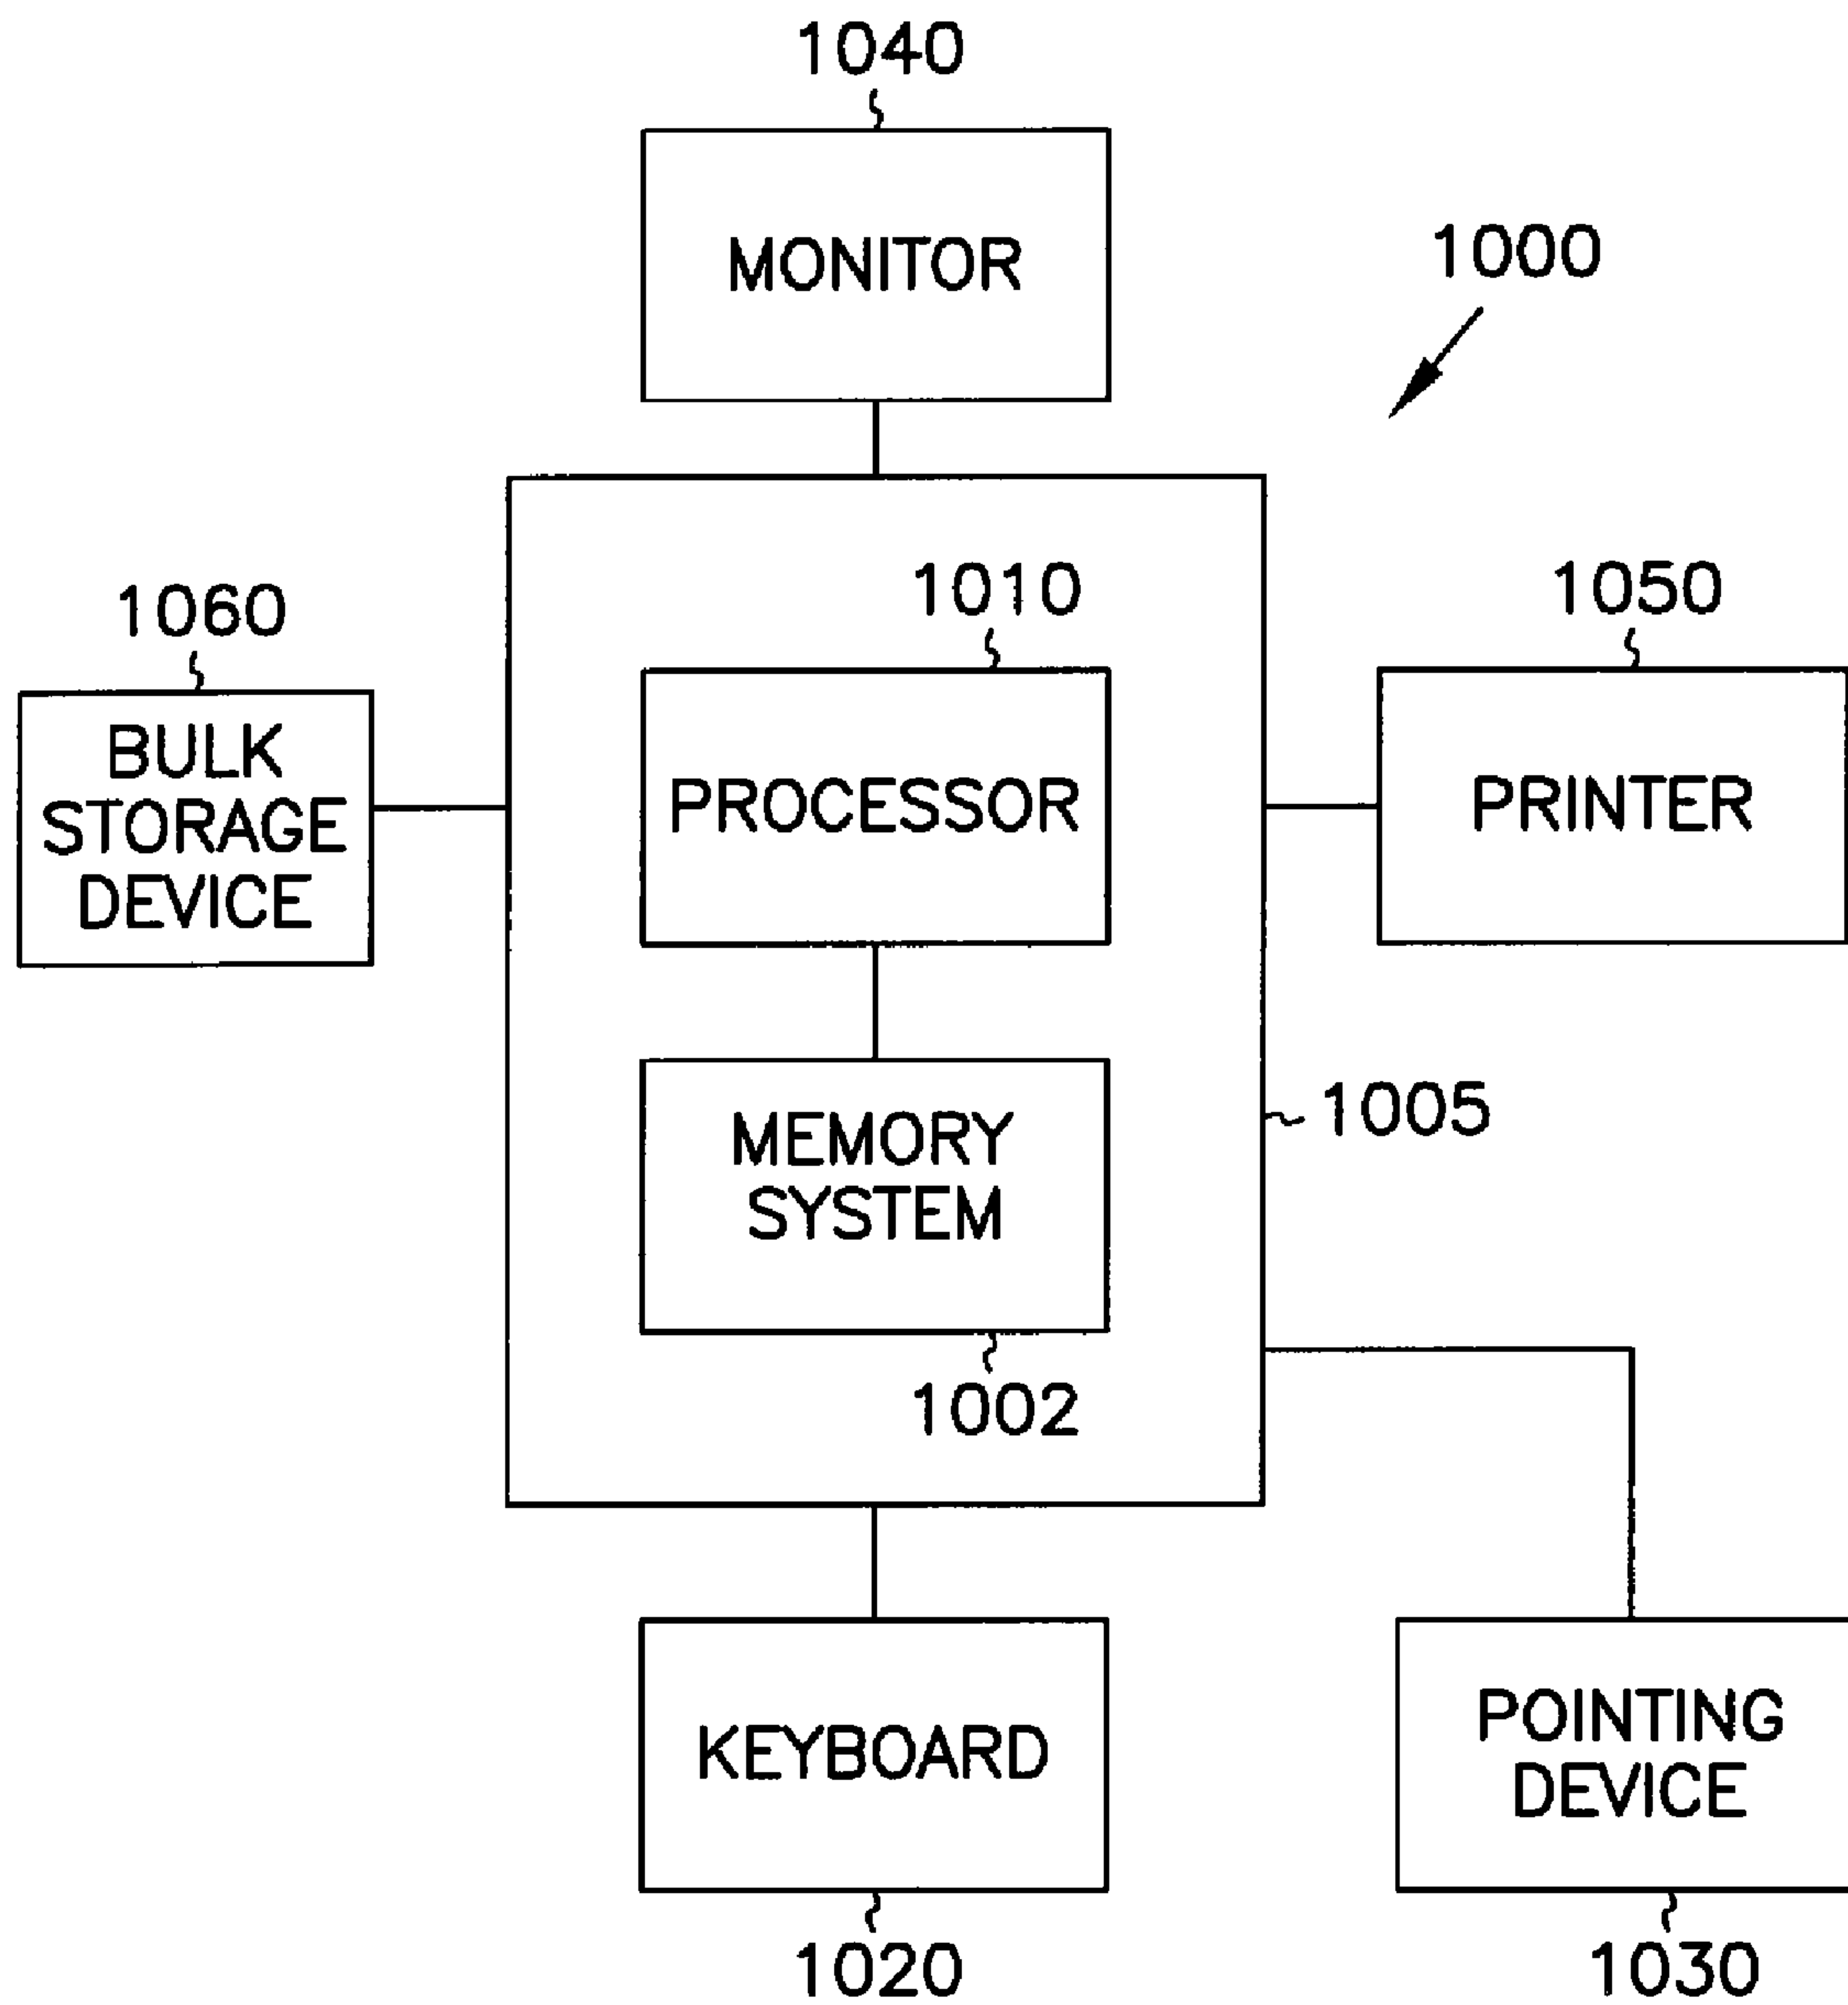 1040
MONITOR
1000
1010
1060
1050
BULK
STORAGE
DEVICE
PROCESSOR
PRINTER
MEMORY
SYSTEM
1005
1002
KEYBOARD
POINTING
DEVICE
1020
1030